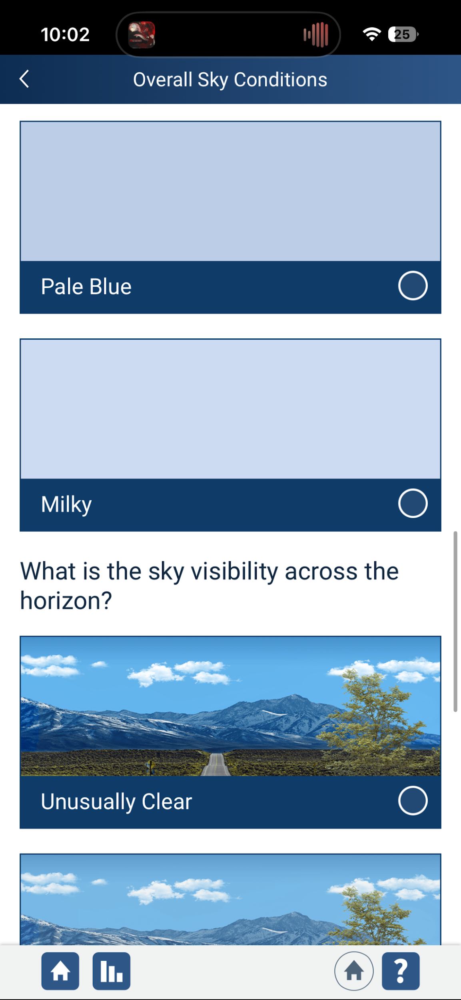 10:02
25
Overall Sky Conditions
Pale Blue
Milky
What is the sky visibility across the
horizon?
Unusually Clear
?